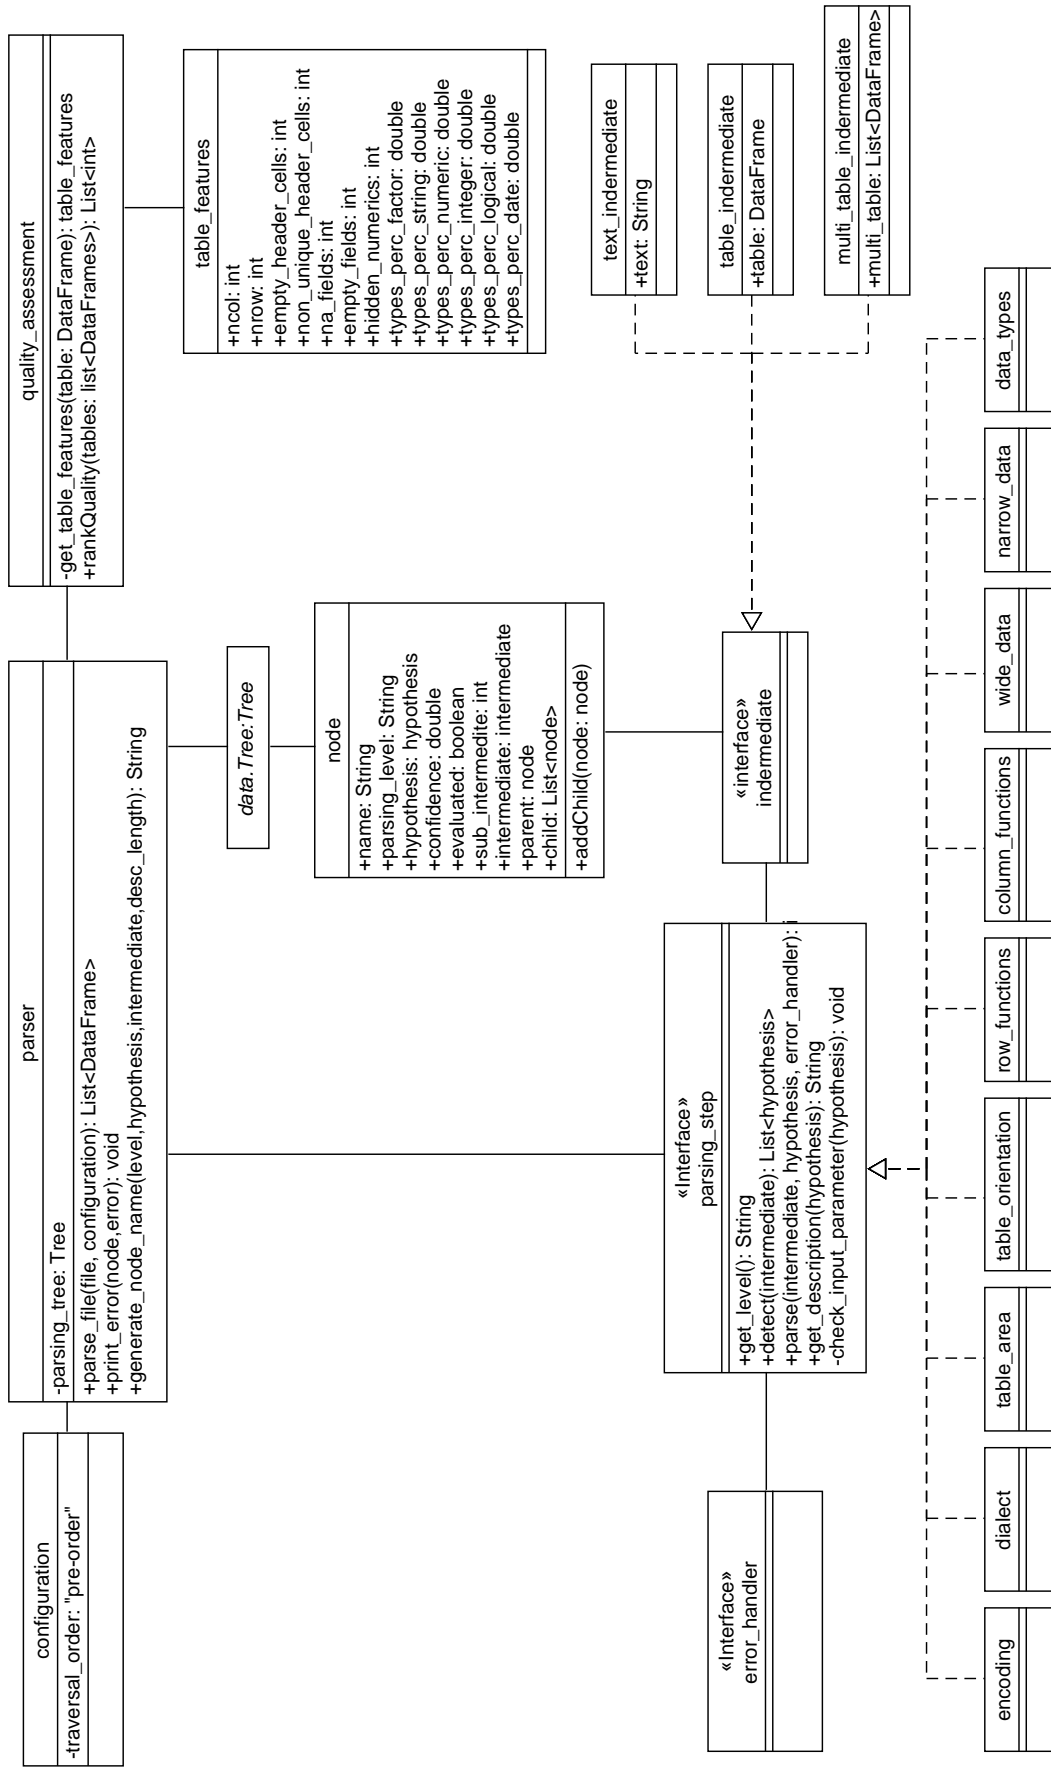 configuration
-traversal_order: "pre-order"
parser
-parsing_tree: Tree
+parse_file(file, configuration): List<DataFrame>
+print_error(node,error): void
+generate_node_name(level,hypothesis,intermediate,desc_length): String
quality_assessment
-get_table_features(table: DataFrame): table_features
+rankQuality(tables: list<DataFrames>): List<int>
data.Tree:Tree
table_features
+ncol: int
+nrow: int
+empty_header_cells: int
+non_unique_header_cells: int
+na_fields: int
+empty_fields: int
+hidden_numerics: int
+types_perc_factor: double
+types_perc_string: double
+types_perc_numeric: double
+types_perc_integer: double
+types_perc_logical: double
+types_perc_date: double
node
+name: String
+parsing_level: String
+hypothesis: hypothesis
+confidence: double
+evaluated: boolean
+sub_intermedite: int
+intermediate: intermediate
+parent: node
+child: List<node>
+addChild(node: node)
«Interface»
error_handler
«Interface»
parsing_step
+get_level(): String
+detect(intermediate): List<hypothesis>
+parse(intermediate, hypothesis, error_handler): i
+get_description(hypothesis): String
-check_input_parameter(hypothesis): void
«interface»
indermediate
text_indermediate
+text: String
table_indermediate
+table: DataFrame
multi_table_indermediate
+multi_table: List<DataFrame>
encoding
dialect
table_area
table_orientation
row_functions
column_functions
wide_data
narrow_data
data_types